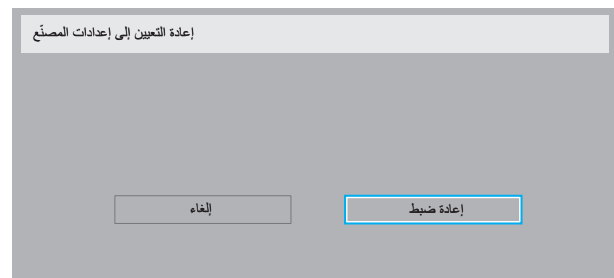 إعادة التعيين إلى إعدادات المصنّع
إعادة ضبط
إلغاء